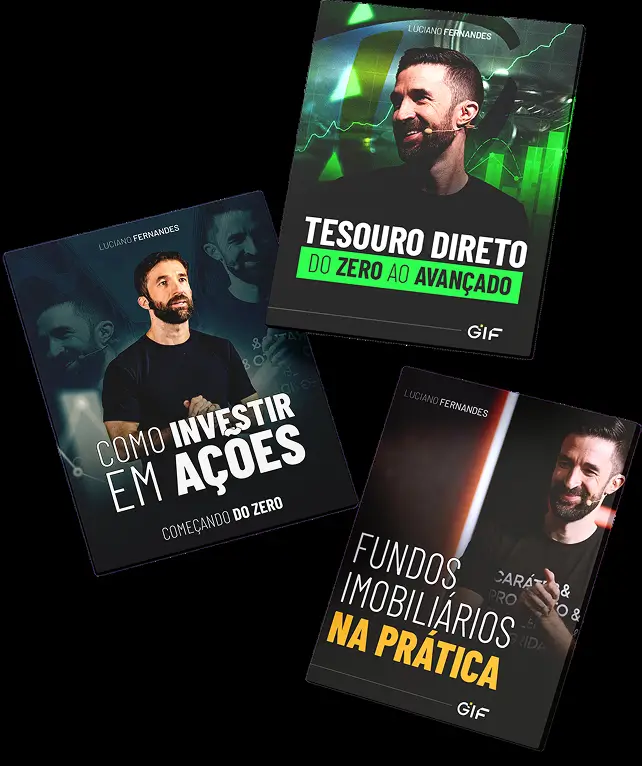 LUCIANO FERNANDES
TESOURO DIRETO
DO ZERO AO AVANÇADO
GIF
LUCIANO FERNANDES
COMO INVESTIR
EM AÇÕES
COMEÇANDO DO ZERO
LUCIANO FERNANDES
FUNDOS
IMOBILIÁRIOS
NA PRÁTICA
GIF